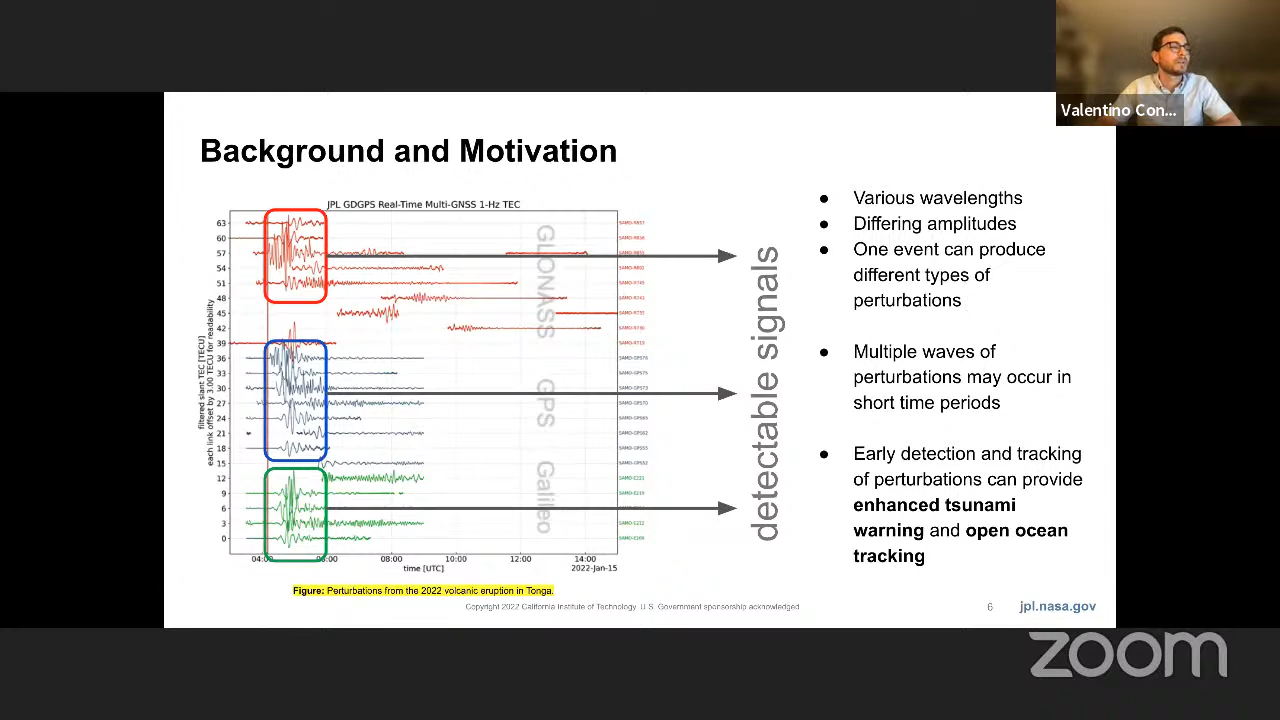 Valentino Con...
Background and Motivation
JPL GDGPS Real-Time Multi-GNSS 1-Hz TEC
filtered slant TEC [TECU]
each link offset by 3.00 TECU for readability
63
60
57
54
51
48
45
42
39
36
33
30
27
24
21
18
15
12
9
6
3
0
GLONASS
GPS
Galileo
04:00
06:00
08:00
10:00
12:00
14:00
time [UTC]
2022-Jan-15
Figure: Perturbations from the 2022 volcanic eruption in Tonga.
detectable signals
● Various wavelengths
● Differing amplitudes
● One event can produce
different types of
perturbations
● Multiple waves of
perturbations may occur in
short time periods
● Early detection and tracking
of perturbations can provide
enhanced tsunami
warning and open ocean
tracking
Copyright 2022 California Institute of Technology. U.S. Government sponsorship acknowledged
6
jpl.nasa.gov
zoom